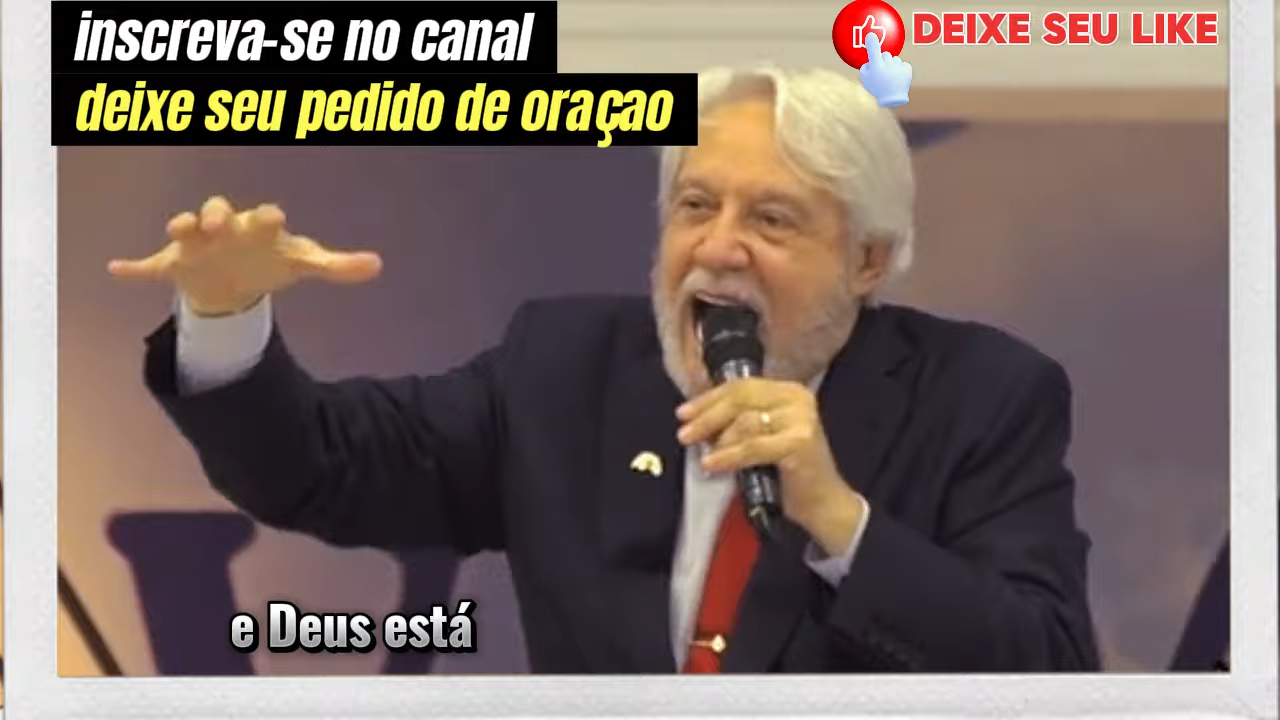 inscreva-se no canal
deixe seu pedido de oraçao
DEIXE SEU LIKE
e Deus está